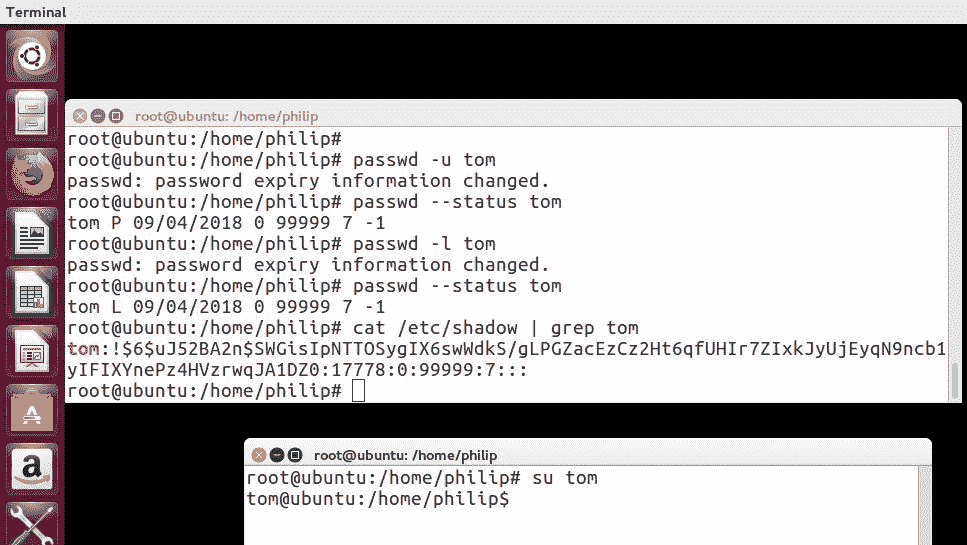 Terminal
root@ubuntu: /home/philip
root@ubuntu:/home/philip#
root@ubuntu:/home/philip# passwd -u tom
passwd: password expiry information changed.
root@ubuntu:/home/philip# passwd --status tom
tom P 09/04/2018 0 99999 7 -1
root@ubuntu:/home/philip# passwd -l tom
passwd: password expiry information changed.
root@ubuntu:/home/philip# passwd --status tom
tom L 09/04/2018 0 99999 7 -1
root@ubuntu:/home/philip# cat /etc/shadow | grep tom
tom:!$6$uJ52BA2n$SWGisIpNTTOSygIX6swWdkS/gLPGZacEzCz2Ht6qfUHIr7ZIxkJyUjEyqN9ncb1
yIFIXYnePz4HVzrwqJA1DZ0:17778:0:99999:7:::
root@ubuntu:/home/philip#
root@ubuntu: /home/philip
root@ubuntu:/home/philip# su tom
tom@ubuntu:/home/philip$